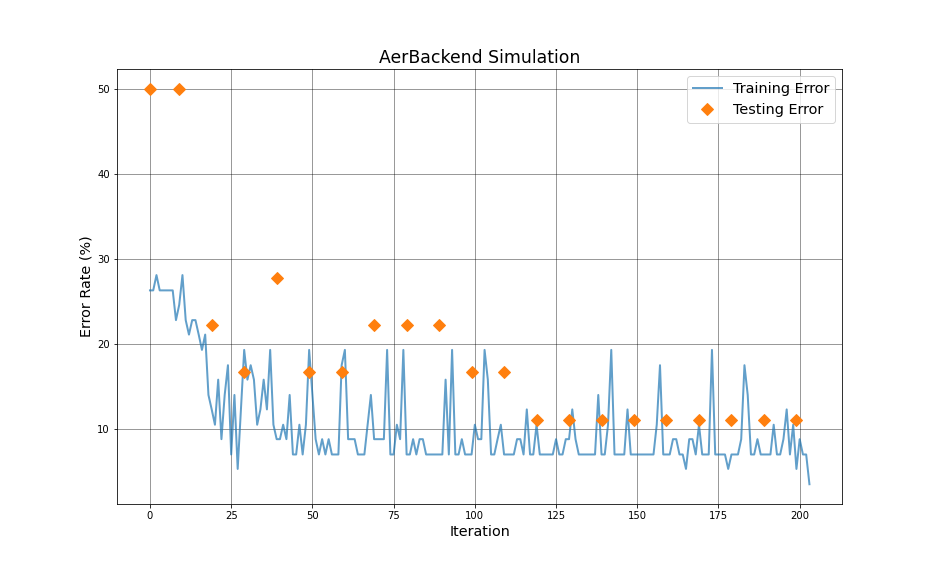 AerBackend Simulation
Training Error
Testing Error
Error Rate (%)
50
40
30
20
10
0
25
50
75
100
125
150
175
200
Iteration